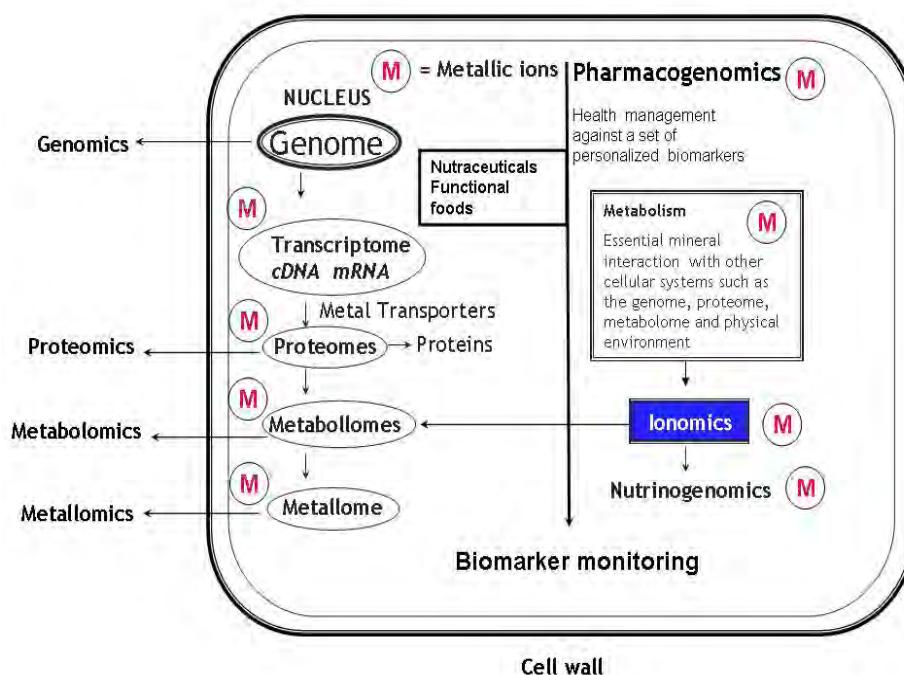 M = Metallic ions
Pharmacogenomics M
NUCLEUS
Genome
Genomics
Health management
against a set of
personalized biomarkers
Nutraceuticals
Functional
foods
M
Transcriptome
cDNA mRNA
Metabolism
M
Essential mineral
interaction with other
cellular systems such as
the genome, proteome,
metabolome and physical
environment
Metal Transporters
M
Proteomics
Proteomes
Proteins
M
Metabolomics
Metabollomes
Ionomics
M
M
Metallomics
Metallome
Nutrinogenomics
M
Biomarker monitoring
Cell wall